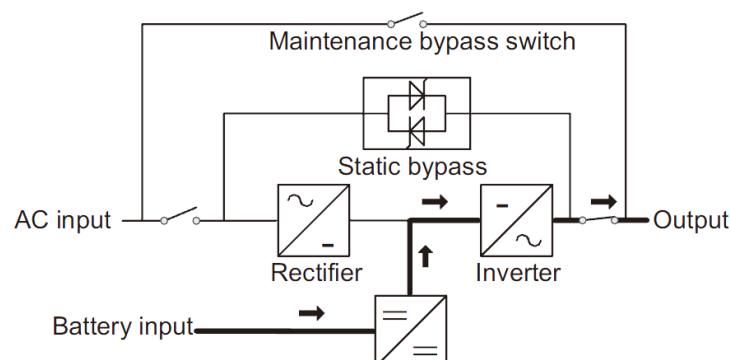 Maintenance bypass switch
Static bypass
AC input
Output
Rectifier
Inverter
Battery input